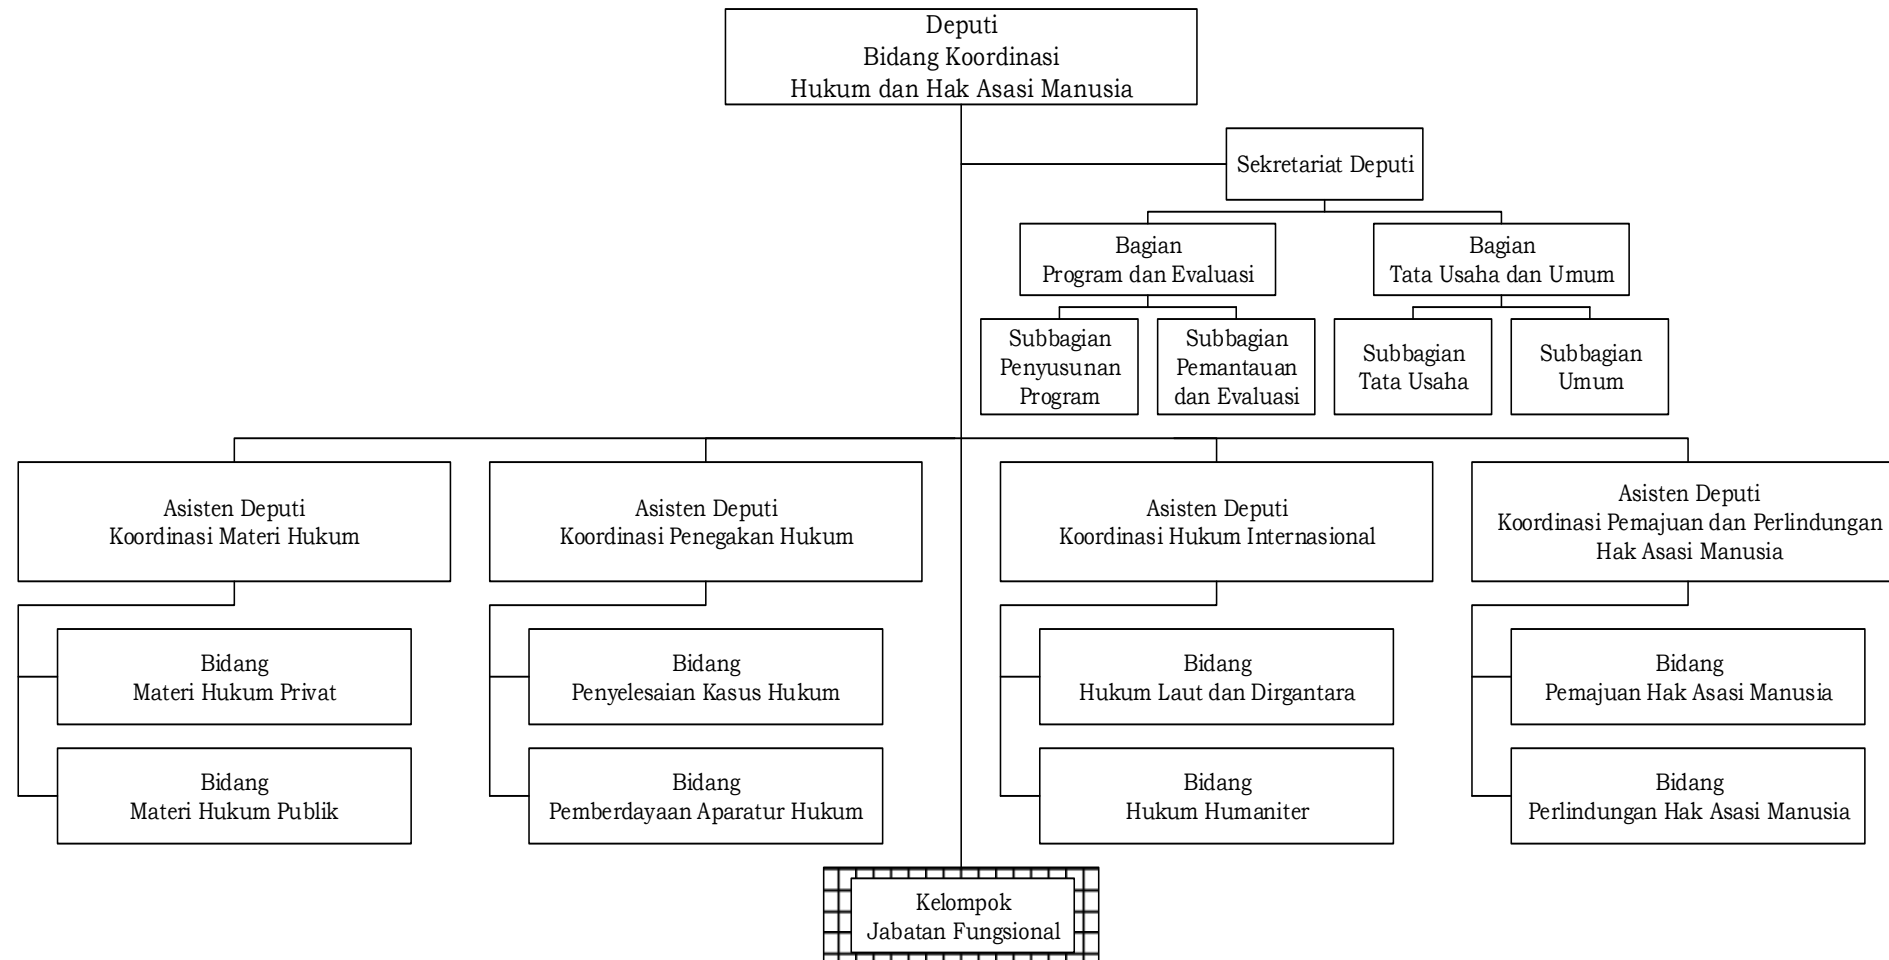 Deputi
Bidang Koordinasi
Hukum dan Hak Asasi Manusia
Sekretariat Deputi
Bagian
Program dan Evaluasi
Bagian
Tata Usaha dan Umum
Subbagian
Penyusunan
Program
Subbagian
Pemantauan
dan Evaluasi
Subbagian
Tata Usaha
Subbagian
Umum
Asisten Deputi
Koordinasi Materi Hukum
Asisten Deputi
Koordinasi Penegakan Hukum
Asisten Deputi
Koordinasi Hukum Internasional
Asisten Deputi
Koordinasi Pemajuan dan Perlindungan
Hak Asasi Manusia
Bidang
Materi Hukum Privat
Bidang
Penyelesaian Kasus Hukum
Bidang
Hukum Laut dan Dirgantara
Bidang
Pemajuan Hak Asasi Manusia
Bidang
Materi Hukum Publik
Bidang
Pemberdayaan Aparatur Hukum
Bidang
Hukum Humaniter
Bidang
Perlindungan Hak Asasi Manusia
Kelompok
Jabatan Fungsional